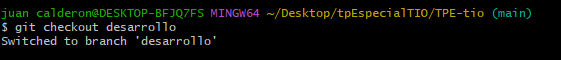 juan calderon@DESKTOP-BFJQ7FS MINGW64 ~/Desktop/tpEspecialTIO/TPE-tio (main)
$ git checkout desarrollo
Switched to branch 'desarrollo'